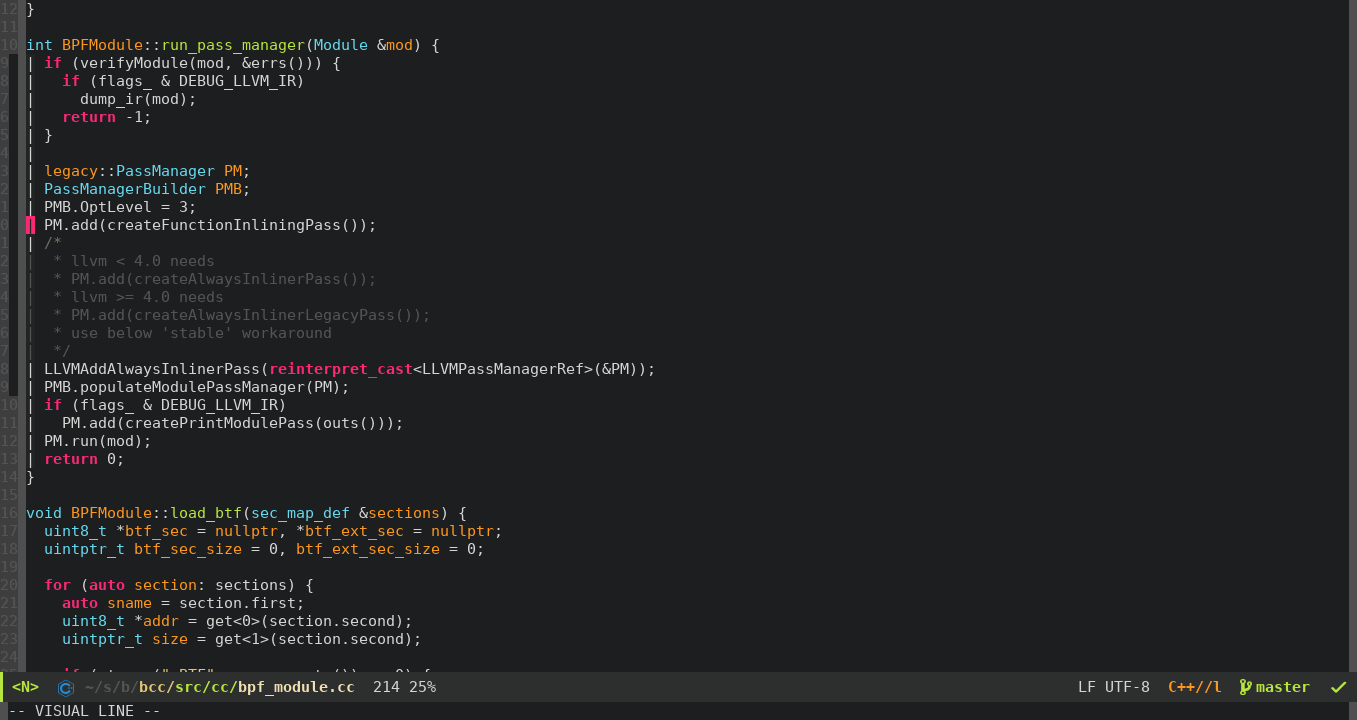 12 }
11
10 int BPFModule::run_pass_manager(Module &mod) {
9 | if (verifyModule(mod, &errs())) {
8 |   if (flags_ & DEBUG_LLVM_IR)
7 |     dump_ir(mod);
6 |   return -1;
5 | }
4 |
3 | legacy::PassManager PM;
2 | PassManagerBuilder PMB;
1 | PMB.OptLevel = 3;
0 | PM.add(createFunctionInliningPass());
1 | /*
2 |  * llvm < 4.0 needs
3 |  * PM.add(createAlwaysInlinerPass());
4 |  * llvm >= 4.0 needs
5 |  * PM.add(createAlwaysInlinerLegacyPass());
6 |  * use below 'stable' workaround
7 |  */
8 | LLVMAddAlwaysInlinerPass(reinterpret_cast<LLVMPassManagerRef>(&PM));
9 | PMB.populateModulePassManager(PM);
10 | if (flags_ & DEBUG_LLVM_IR)
11 |   PM.add(createPrintModulePass(outs()));
12 | PM.run(mod);
13 | return 0;
14 }
15
16 void BPFModule::load_btf(sec_map_def &sections) {
17   uint8_t *btf_sec = nullptr, *btf_ext_sec = nullptr;
18   uintptr_t btf_sec_size = 0, btf_ext_sec_size = 0;
19
20   for (auto section: sections) {
21     auto sname = section.first;
22     uint8_t *addr = get<0>(section.second);
23     uintptr_t size = get<1>(section.second);
24
<N> ~/s/b/bcc/src/cc/bpf_module.cc 214 25% LF UTF-8 C++//l master
-- VISUAL LINE --